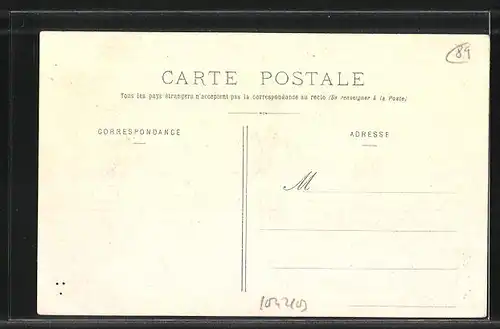 89
CARTE POSTALE
Tous les pays étrangers n'acceptent pas la correspondance au recto (Se renseigner à la Poste)
CORRESPONDANCE
ADRESSE
M